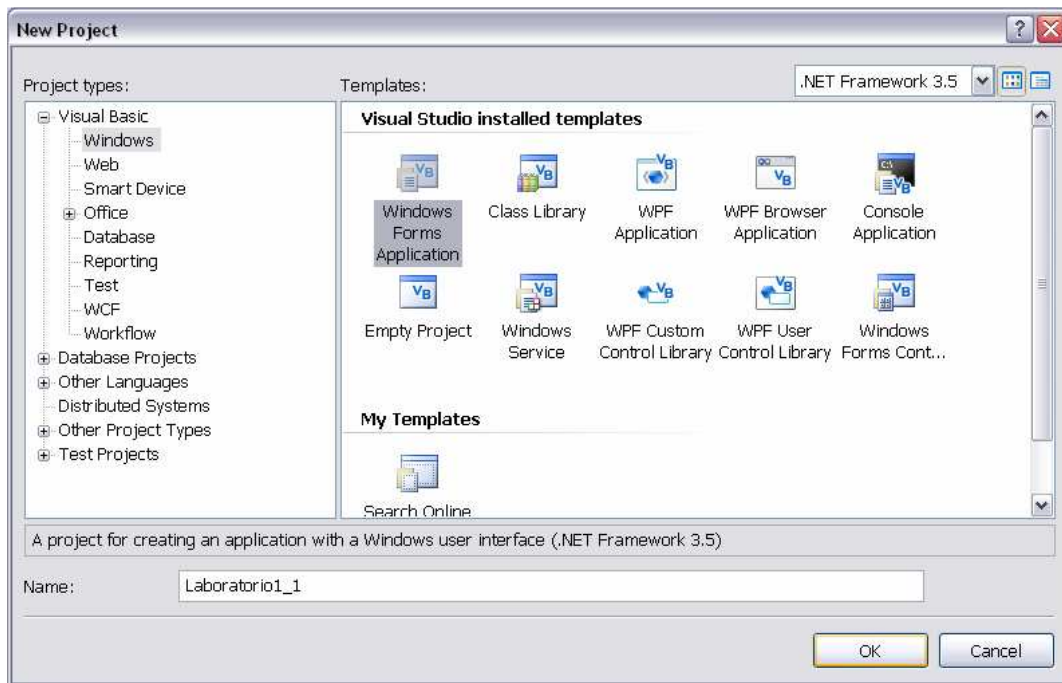 New Project
Project types:
Templates:
.NET Framework 3.5
Visual Basic
Windows
Web
Smart Device
Office
Database
Reporting
Test
WCF
Workflow
Database Projects
Other Languages
Distributed Systems
Other Project Types
Test Projects
Visual Studio installed templates
Windows
Forms
Application
Class Library
WPF
Application
WPF Browser
Application
Console
Application
Empty Project
Windows
Service
WPF Custom
Control Library
WPF User
Control Library
Windows
Forms Cont...
My Templates
Search Online
A project for creating an application with a Windows user interface (.NET Framework 3.5)
Name:
Laboratorio1_1
OK
Cancel